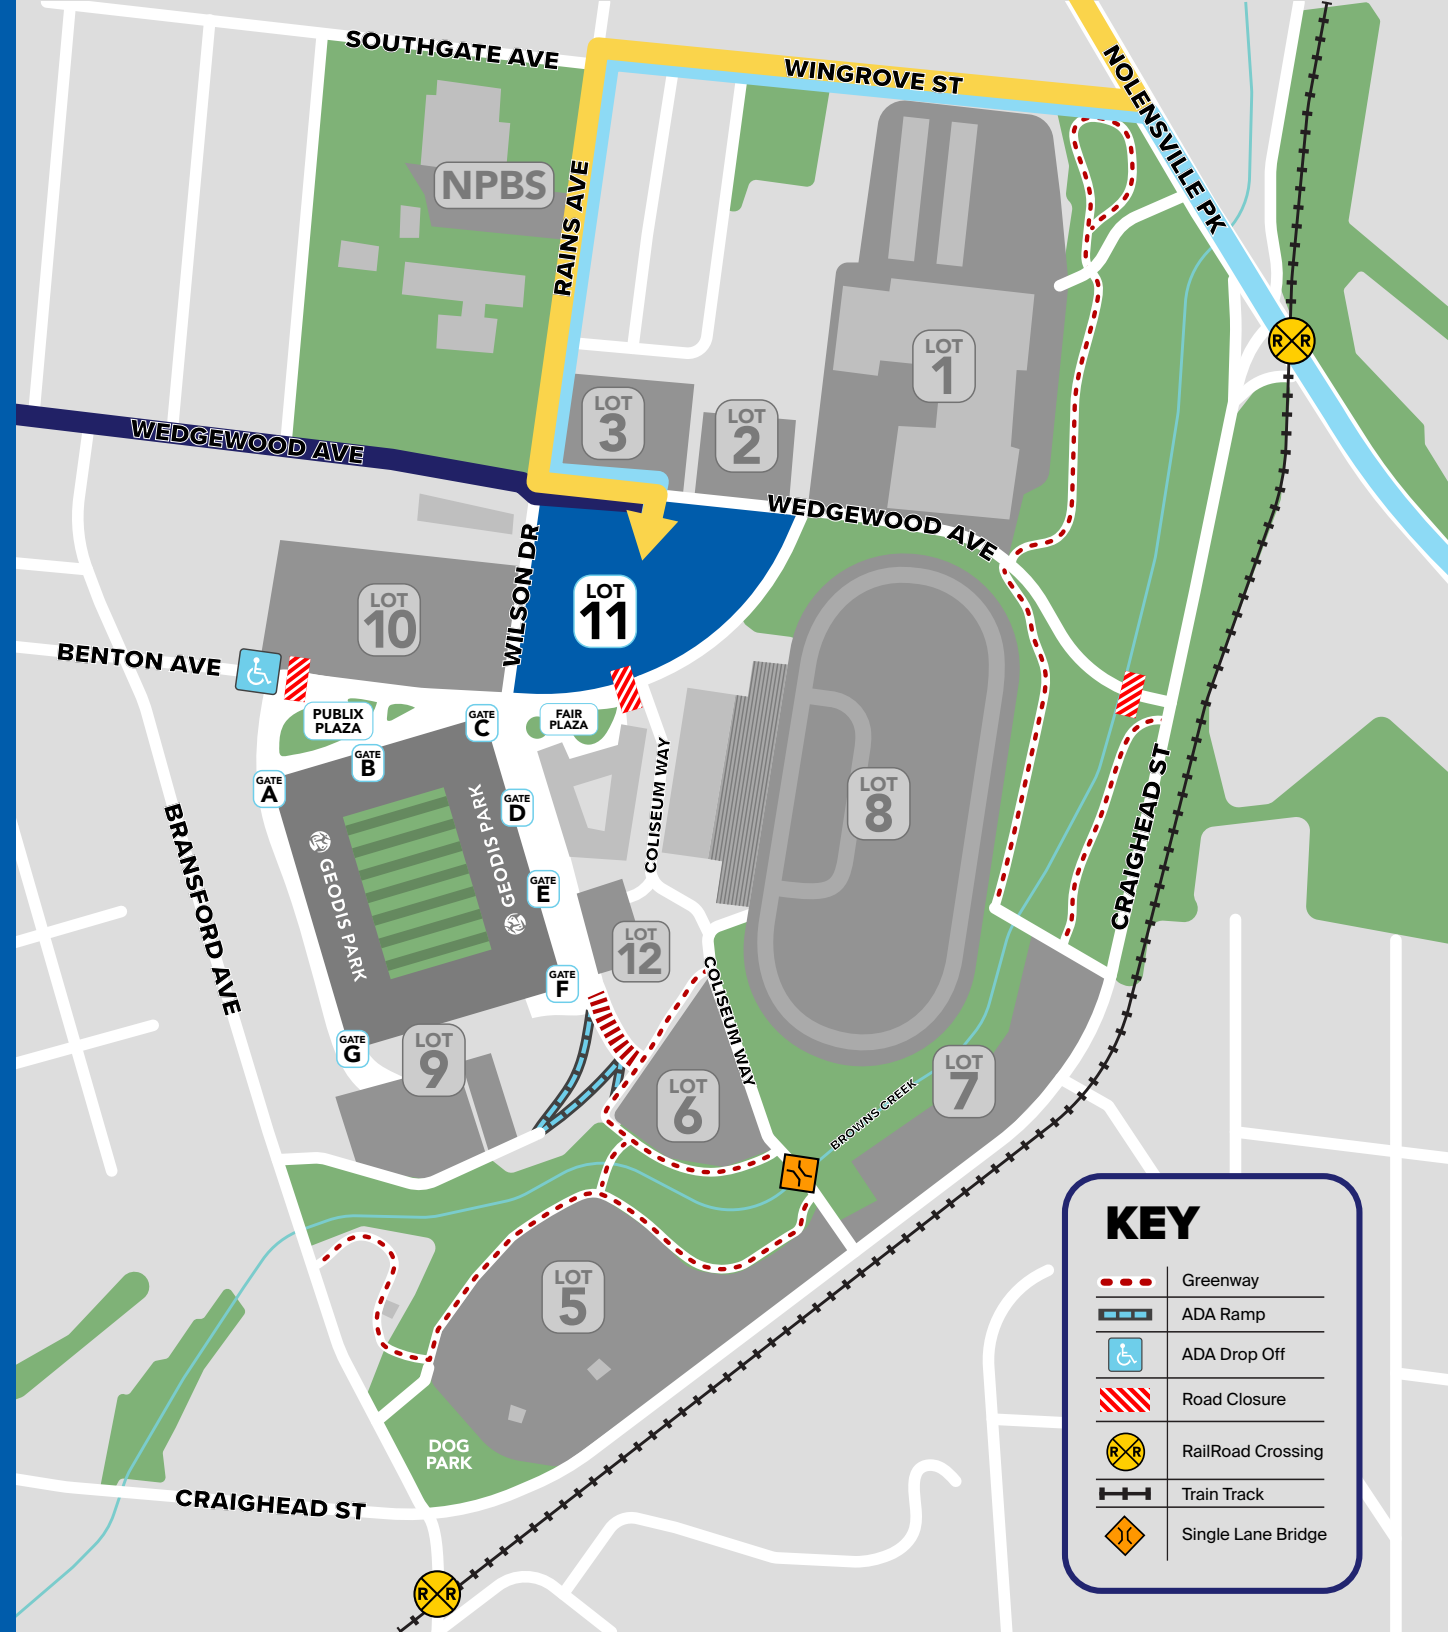 SOUTHGATE AVE
WINGROVE ST
NOLENSVILLE PK
RAINS AVE
NPBS
LOT
1
LOT
3
LOT
2
WEDGEWOOD AVE
WEDGEWOOD AVE
WILSON DR
LOT
11
LOT
10
BENTON AVE
PUBLIX
PLAZA
FAIR
PLAZA
GATE
C
GATE
B
GATE
A
GATE
D
GATE
E
GATE
F
GATE
G
GEODIS PARK
GEODIS PARK
COLISEUM WAY
LOT
8
CRAIGHEAD ST
BRANSFORD AVE
LOT
12
COLISEUM WAY
LOT
9
LOT
6
LOT
7
BROWNS CREEK
LOT
5
DOG
PARK
CRAIGHEAD ST
R R
R R
KEY
Greenway
ADA Ramp
ADA Drop Off
Road Closure
R R
RailRoad Crossing
Train Track
Single Lane Bridge